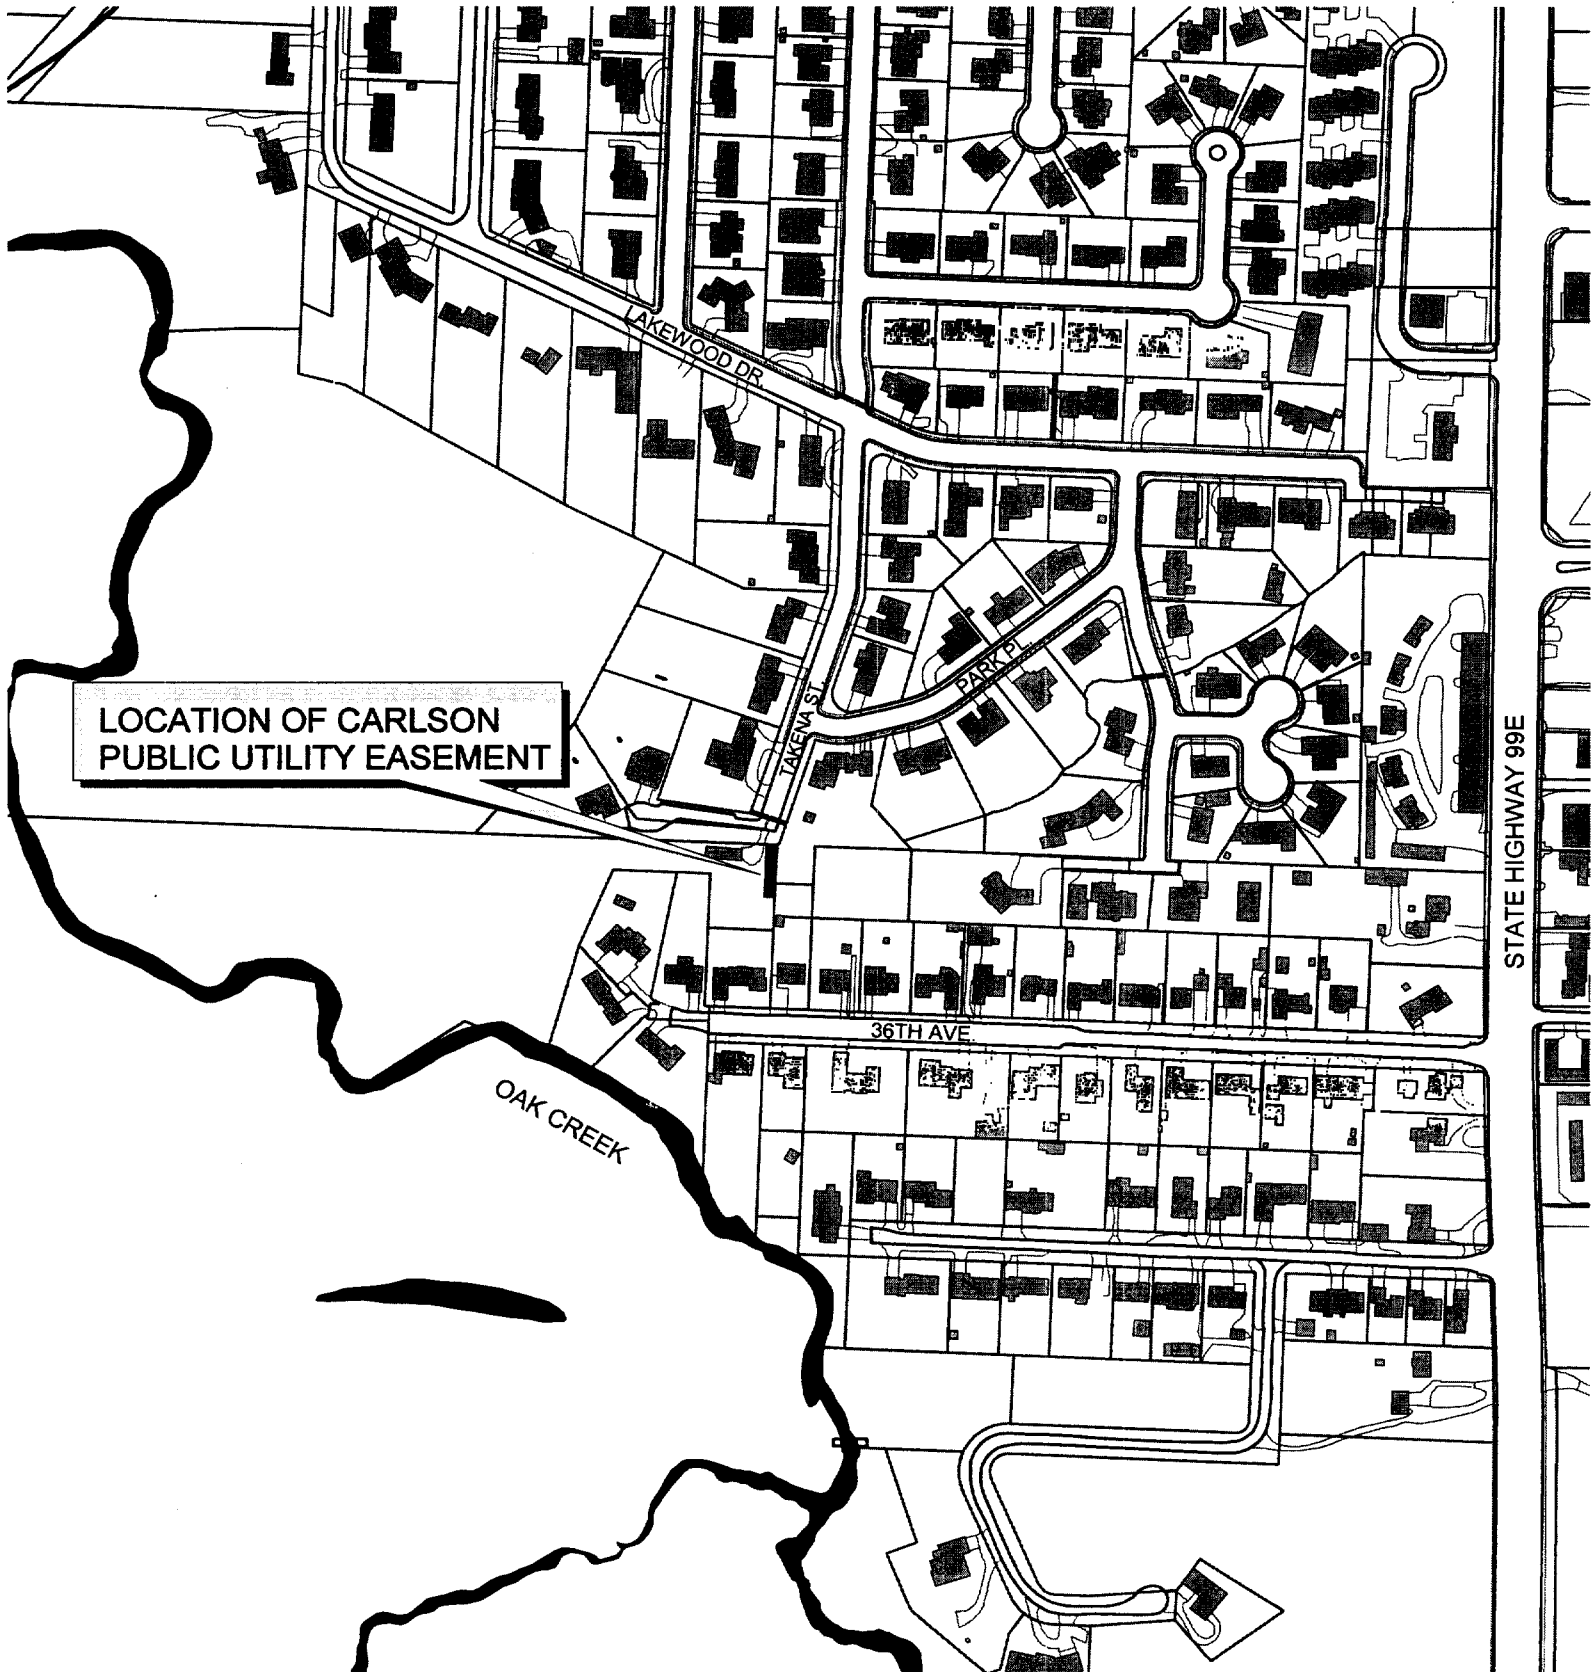 LAKEWOOD DR.
PARK PL.
TAKENA ST.
LOCATION OF CARLSON
PUBLIC UTILITY EASEMENT
STATE HIGHWAY 99E
36TH AVE
OAK CREEK